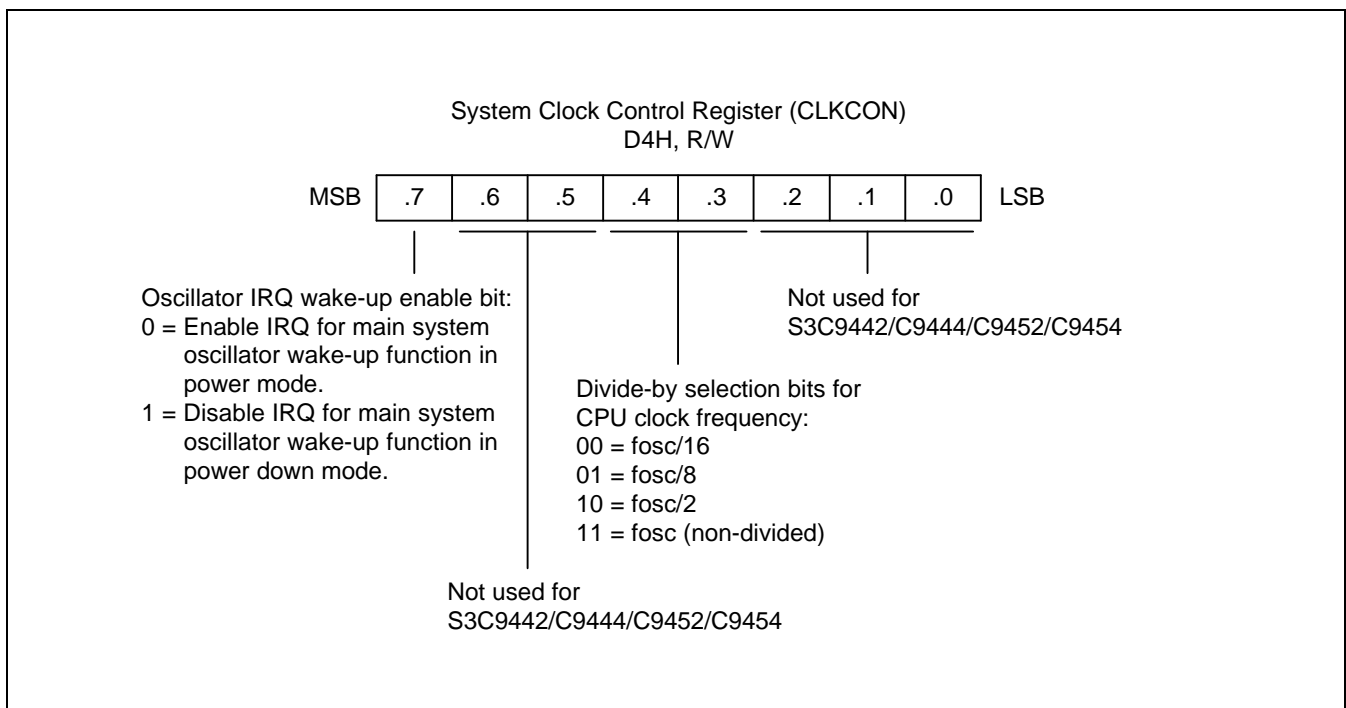 System Clock Control Register (CLKCON)
D4H, R/W
MSB .7 .6 .5 .4 .3 .2 .1 .0 LSB
Oscillator IRQ wake-up enable bit:
0 = Enable IRQ for main system
oscillator wake-up function in
power mode.
1 = Disable IRQ for main system
oscillator wake-up function in
power down mode.
Not used for
S3C9442/C9444/C9452/C9454
Divide-by selection bits for
CPU clock frequency:
00 = fosc/16
01 = fosc/8
10 = fosc/2
11 = fosc (non-divided)
Not used for
S3C9442/C9444/C9452/C9454